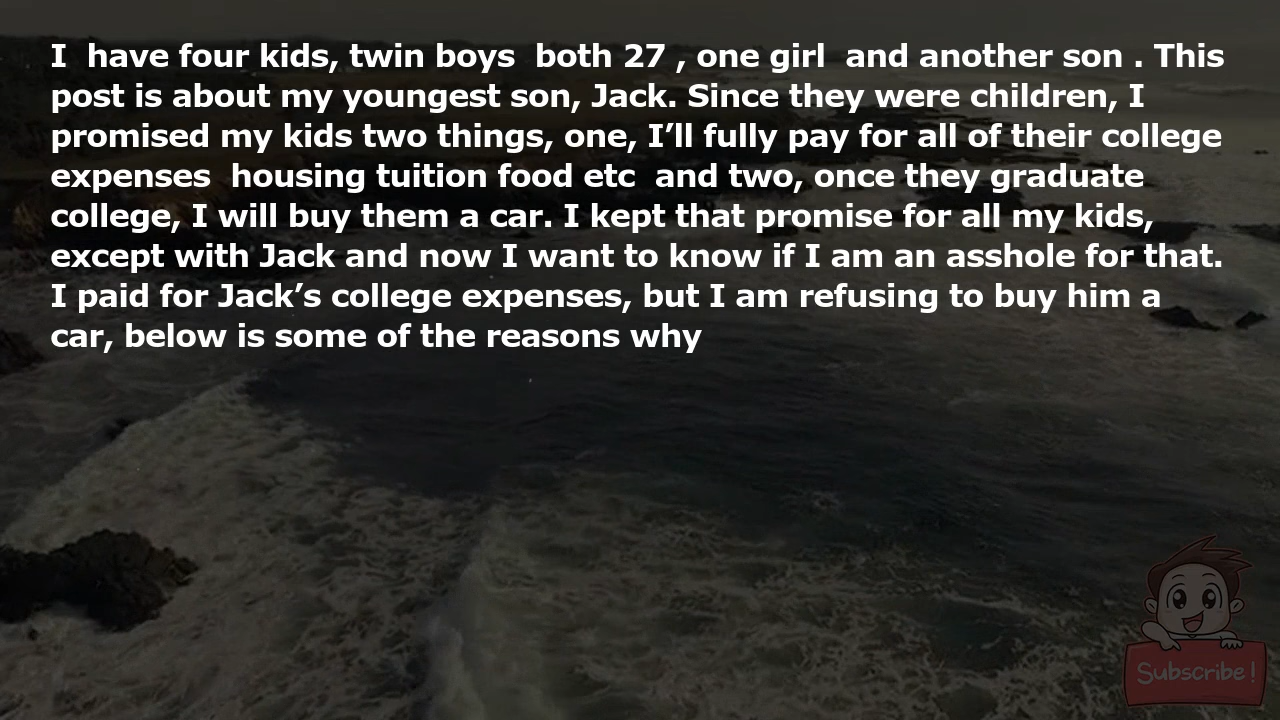 I  have four kids, twin boys  both 27 , one girl  and another son . This
post is about my youngest son, Jack. Since they were children, I
promised my kids two things, one, I’ll fully pay for all of their college
expenses  housing tuition food etc  and two, once they graduate
college, I will buy them a car. I kept that promise for all my kids,
except with Jack and now I want to know if I am an asshole for that.
I paid for Jack’s college expenses, but I am refusing to buy him a
car, below is some of the reasons why
Subscribe!